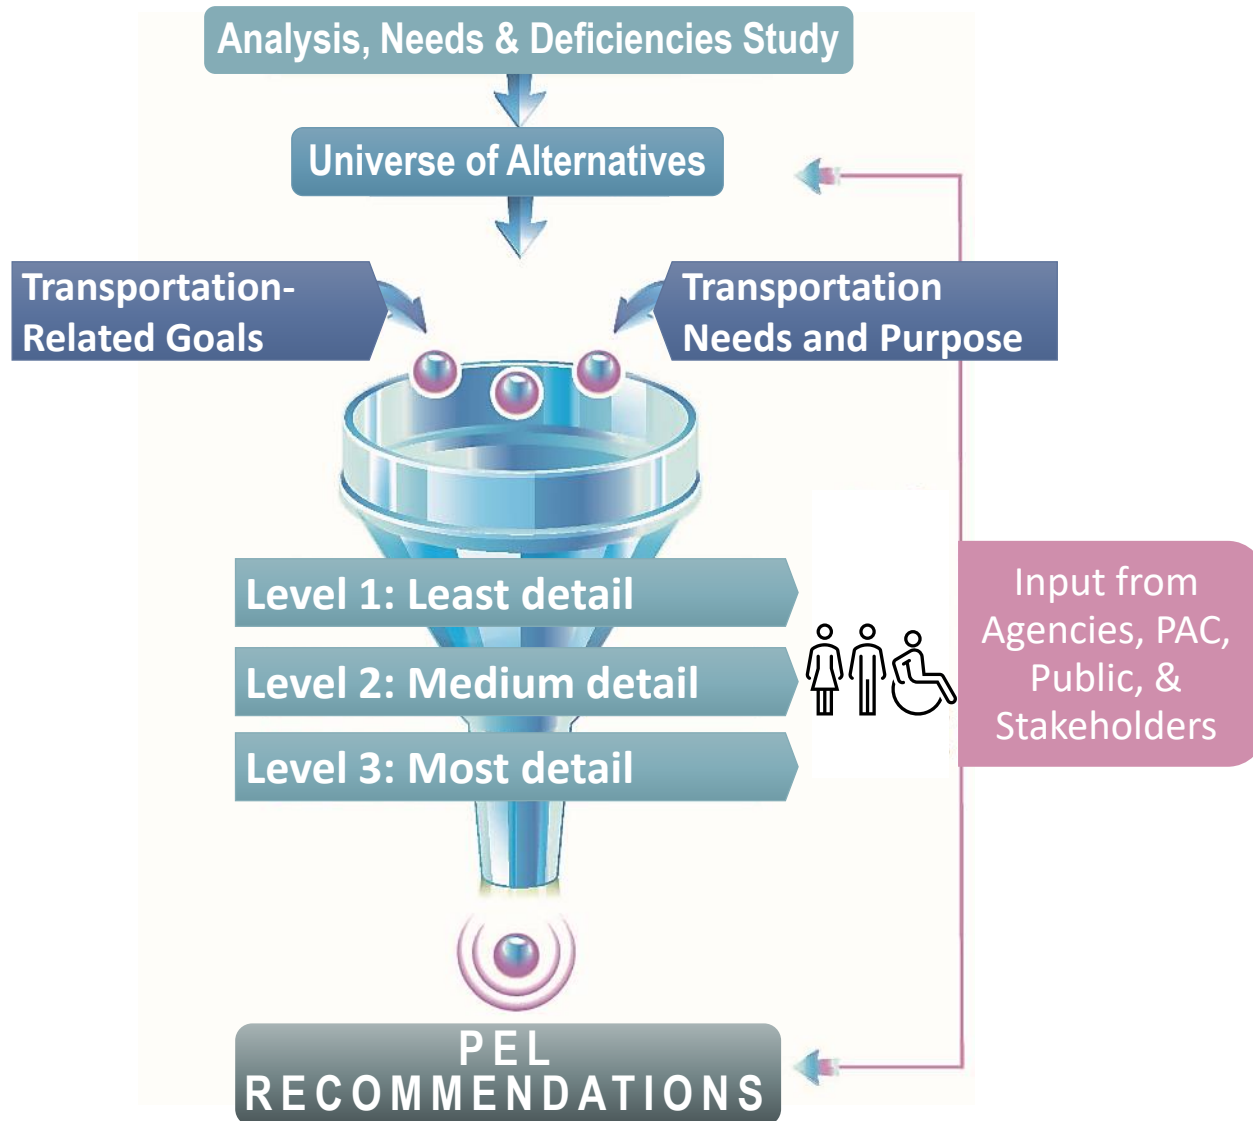 Analysis, Needs & Deficiencies Study
Universe of Alternatives
Transportation-
Related Goals
Transportation
Needs and Purpose
Level 1: Least detail
Level 2: Medium detail
Level 3: Most detail
Input from
Agencies, PAC,
Public, &
Stakeholders
PEL
RECOMMENDATIONS